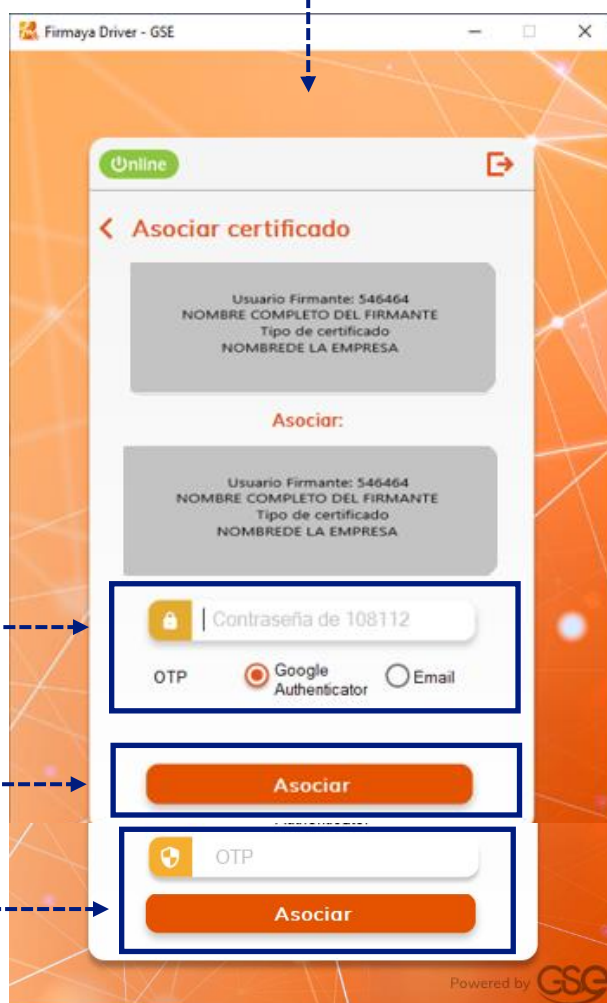 Firmaya Driver - GSE
Online
Asociar certificado
Usuario Firmante: 546464
NOMBRE COMPLETO DEL FIRMANTE
Tipo de certificado
NOMBREDE LA EMPRESA
Asociar:
Usuario Firmante: 546464
NOMBRE COMPLETO DEL FIRMANTE
Tipo de certificado
NOMBREDE LA EMPRESA
Contraseña de 108112
OTP Google Authenticator Email
Asociar
OTP
Asociar
Powered by GSE